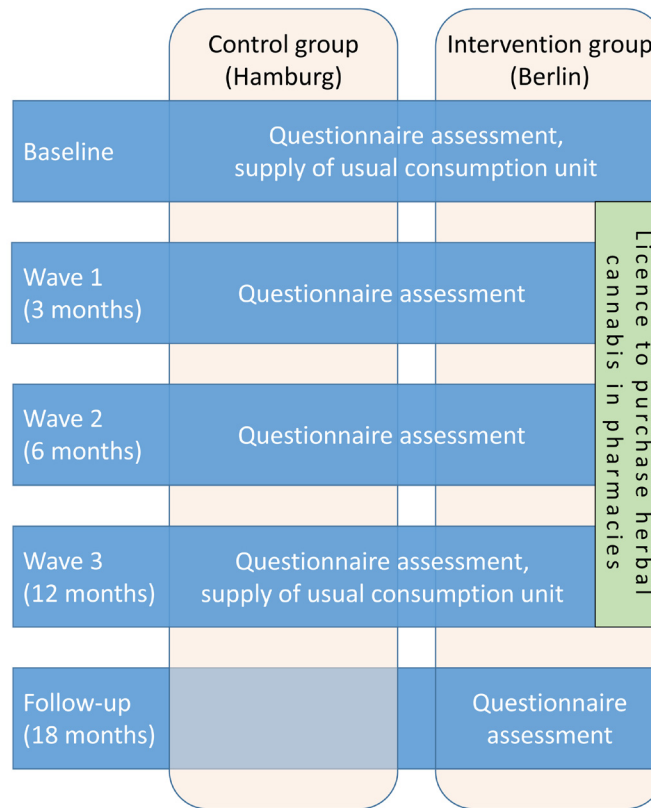 Control group
(Hamburg)
Intervention group
(Berlin)
Baseline
Questionnaire assessment,
supply of usual consumption unit
Wave 1
(3 months)
Questionnaire assessment
Wave 2
(6 months)
Questionnaire assessment
Wave 3
(12 months)
Questionnaire assessment,
supply of usual consumption unit
Licence to purchase herbal
cannabis in pharmacies
Follow-up
(18 months)
Questionnaire
assessment